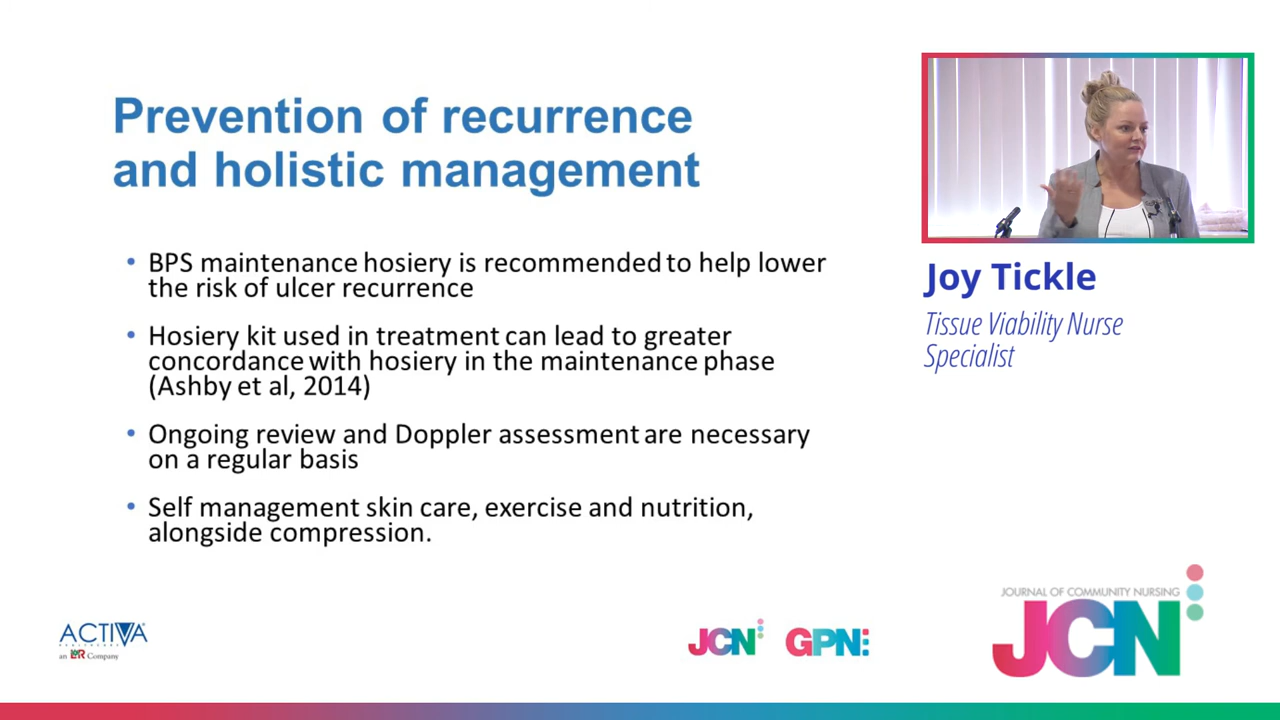 Prevention of recurrence
and holistic management
• BPS maintenance hosiery is recommended to help lower
the risk of ulcer recurrence
• Hosiery kit used in treatment can lead to greater
concordance with hosiery in the maintenance phase
(Ashby et al, 2014)
• Ongoing review and Doppler assessment are necessary
on a regular basis
• Self management skin care, exercise and nutrition,
alongside compression.
Joy Tickle
Tissue Viability Nurse
Specialist
ACTIVA
HEALTHCARE
an L&R Company
JCN
GPN
JOURNAL OF COMMUNITY NURSING
JCN